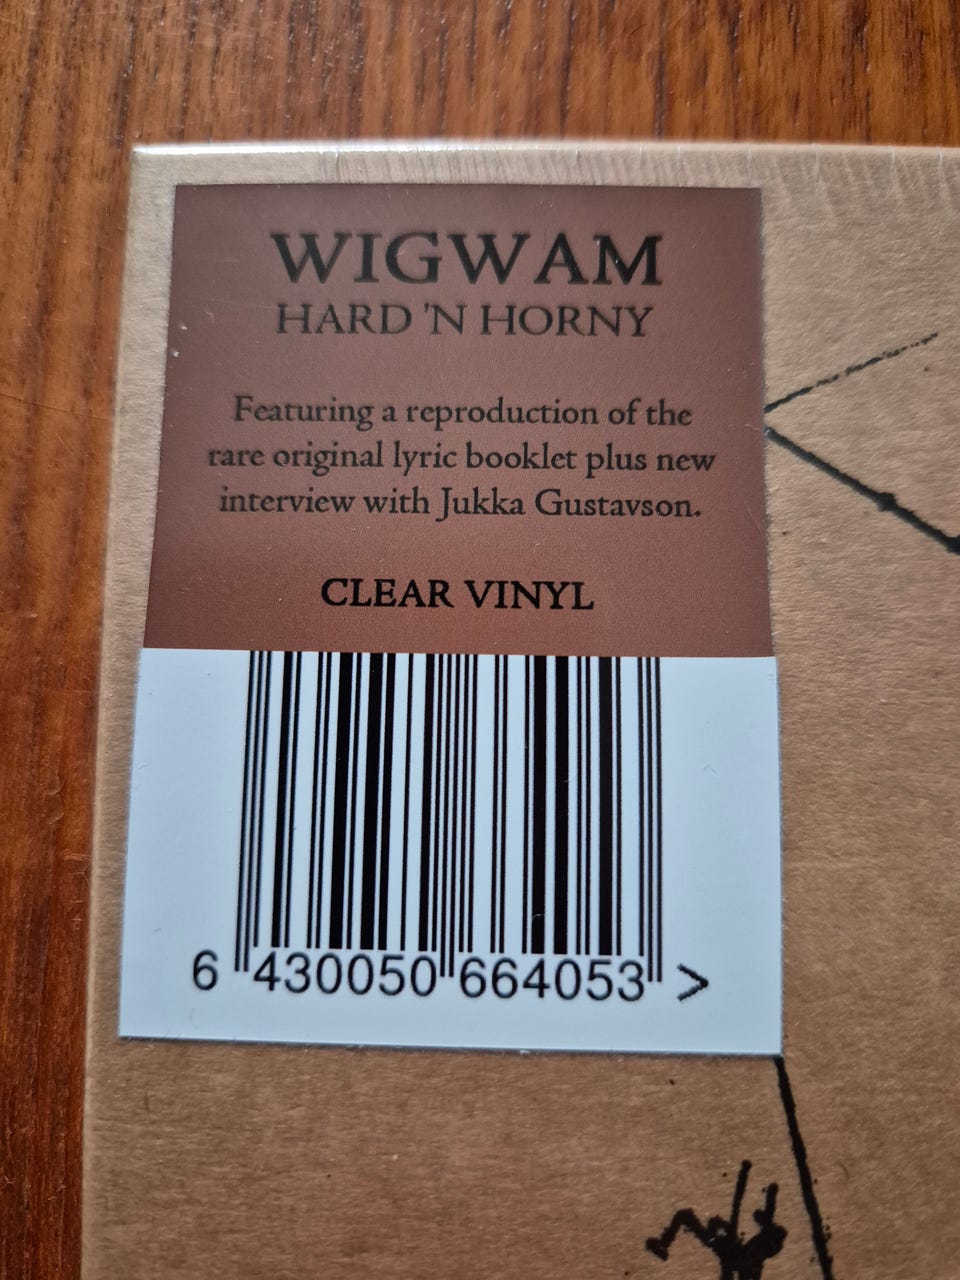 WIGWAM
HARD 'N HORNY
Featuring a reproduction of the
rare original lyric booklet plus new
interview with Jukka Gustavson.
CLEAR VINYL
6 430050 664053 >